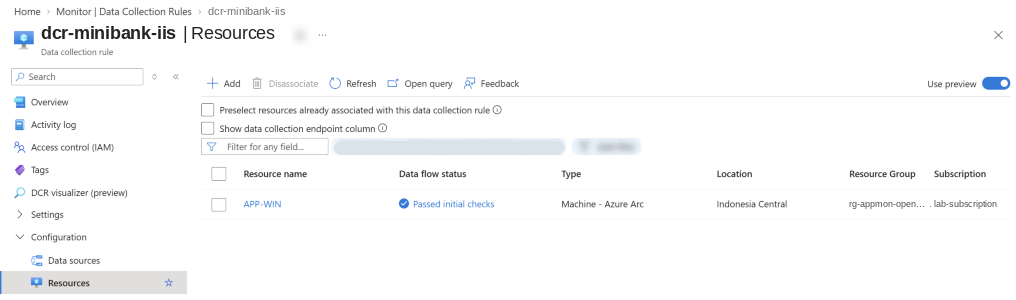 Home > Monitor | Data Collection Rules > dcr-minibank-iis
dcr-minibank-iis | Resources ...
Data collection rule
Search
Overview
Activity log
Access control (IAM)
Tags
DCR visualizer (preview)
Settings
Configuration
Data sources
Resources
Add Disassociate Refresh Open query Feedback Use preview
Preselect resources already associated with this data collection rule
Show data collection endpoint column
Filter for any field...
Resource name Data flow status Type Location Resource Group Subscription
APP-WIN Passed initial checks Machine - Azure Arc Indonesia Central rg-appmon-open... . lab-subscription